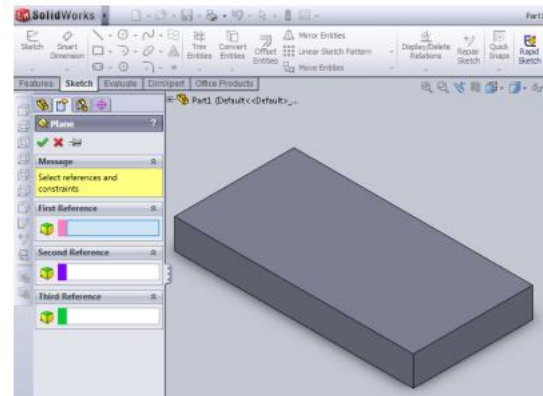 SolidWorks
Part1
Sketch
Smart Dimension
Trim Entities
Convert Entities
Offset Entities
Mirror Entities
Linear Sketch Pattern
Move Entities
Display/Delete Relations
Repair Sketch
Quick Snaps
Rapid Sketch
Features Sketch Evaluate DimXpert Office Products
Part1 (Default<<Default>_...
Plane ?
Message
Select references and
constraints
First Reference
Second Reference
Third Reference